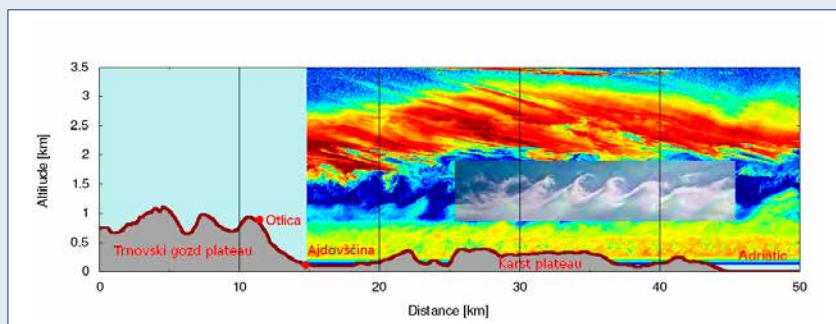 3.5
3
2.5
2
1.5
1
0.5
0
Altitude [km]
Otlica
Trnovski gozd plateau
Ajdovščina
Karst plateau
Adriatic
0 10 20 30 40 50
Distance [km]